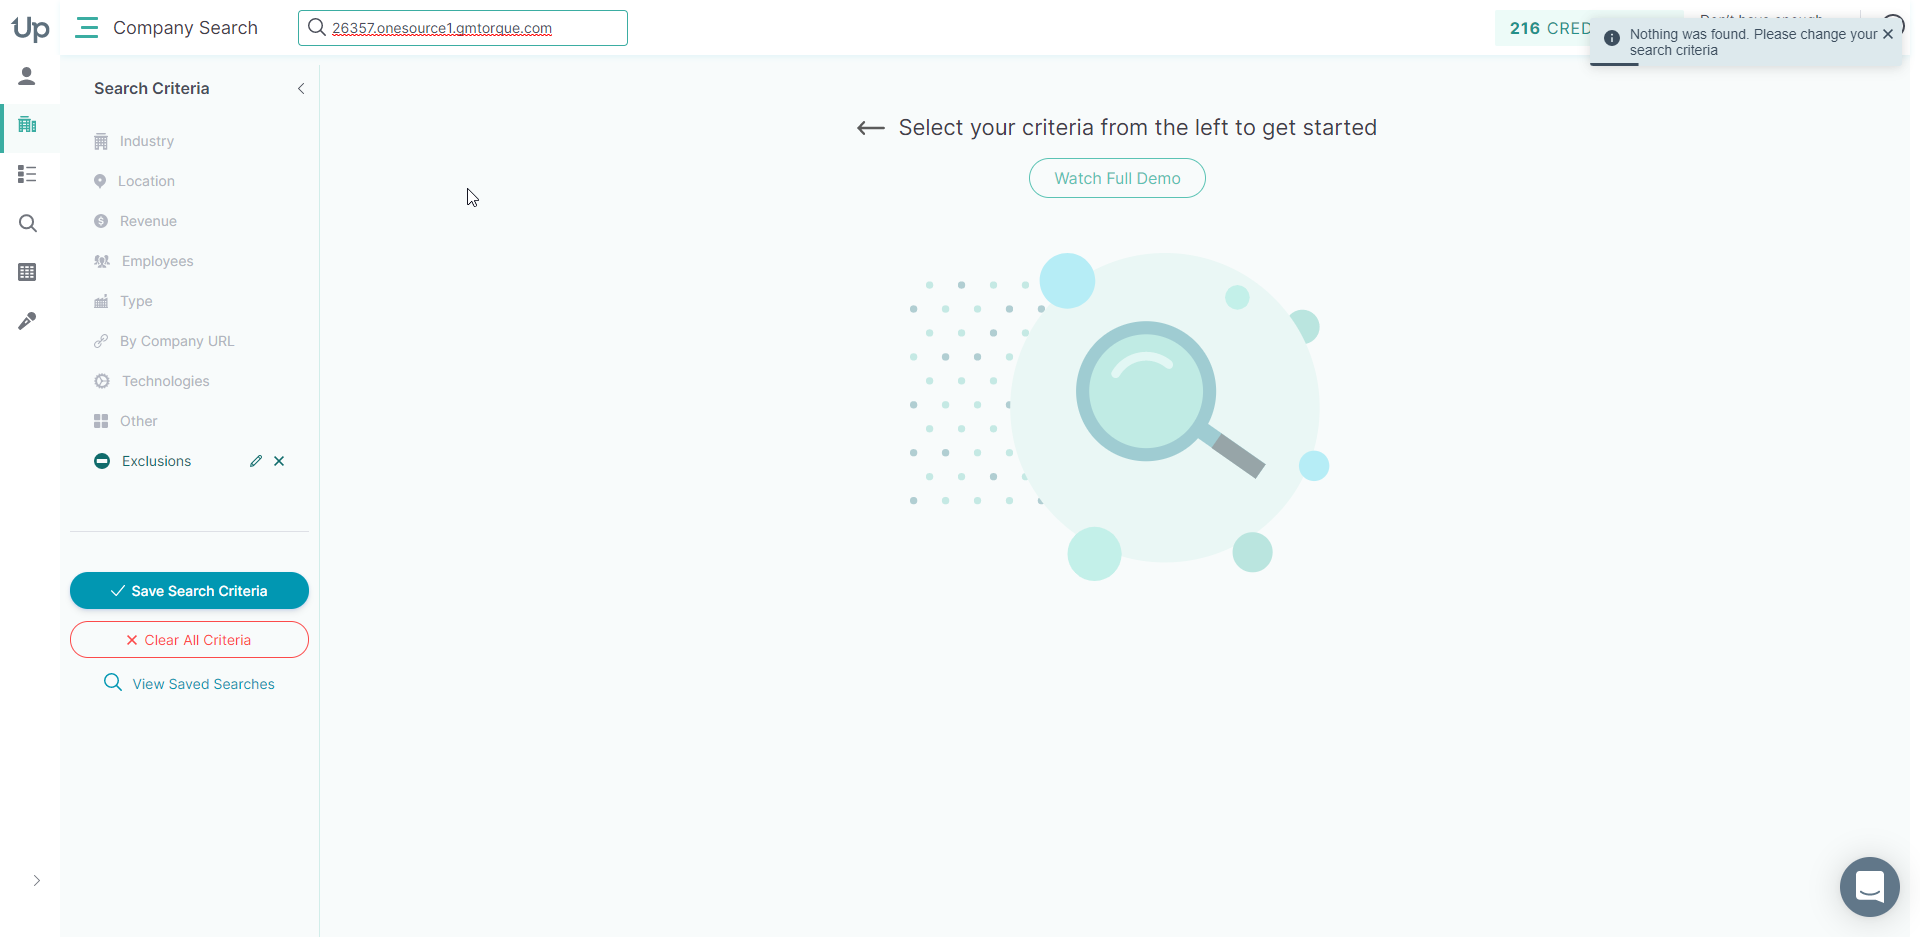 Up
Company Search
26357.onesource1.gmtorque.com
216 CRED
Nothing was found. Please change your
search criteria
Search Criteria
Industry
Location
Revenue
Employees
Type
By Company URL
Technologies
Other
Exclusions
Save Search Criteria
Clear All Criteria
View Saved Searches
Select your criteria from the left to get started
Watch Full Demo